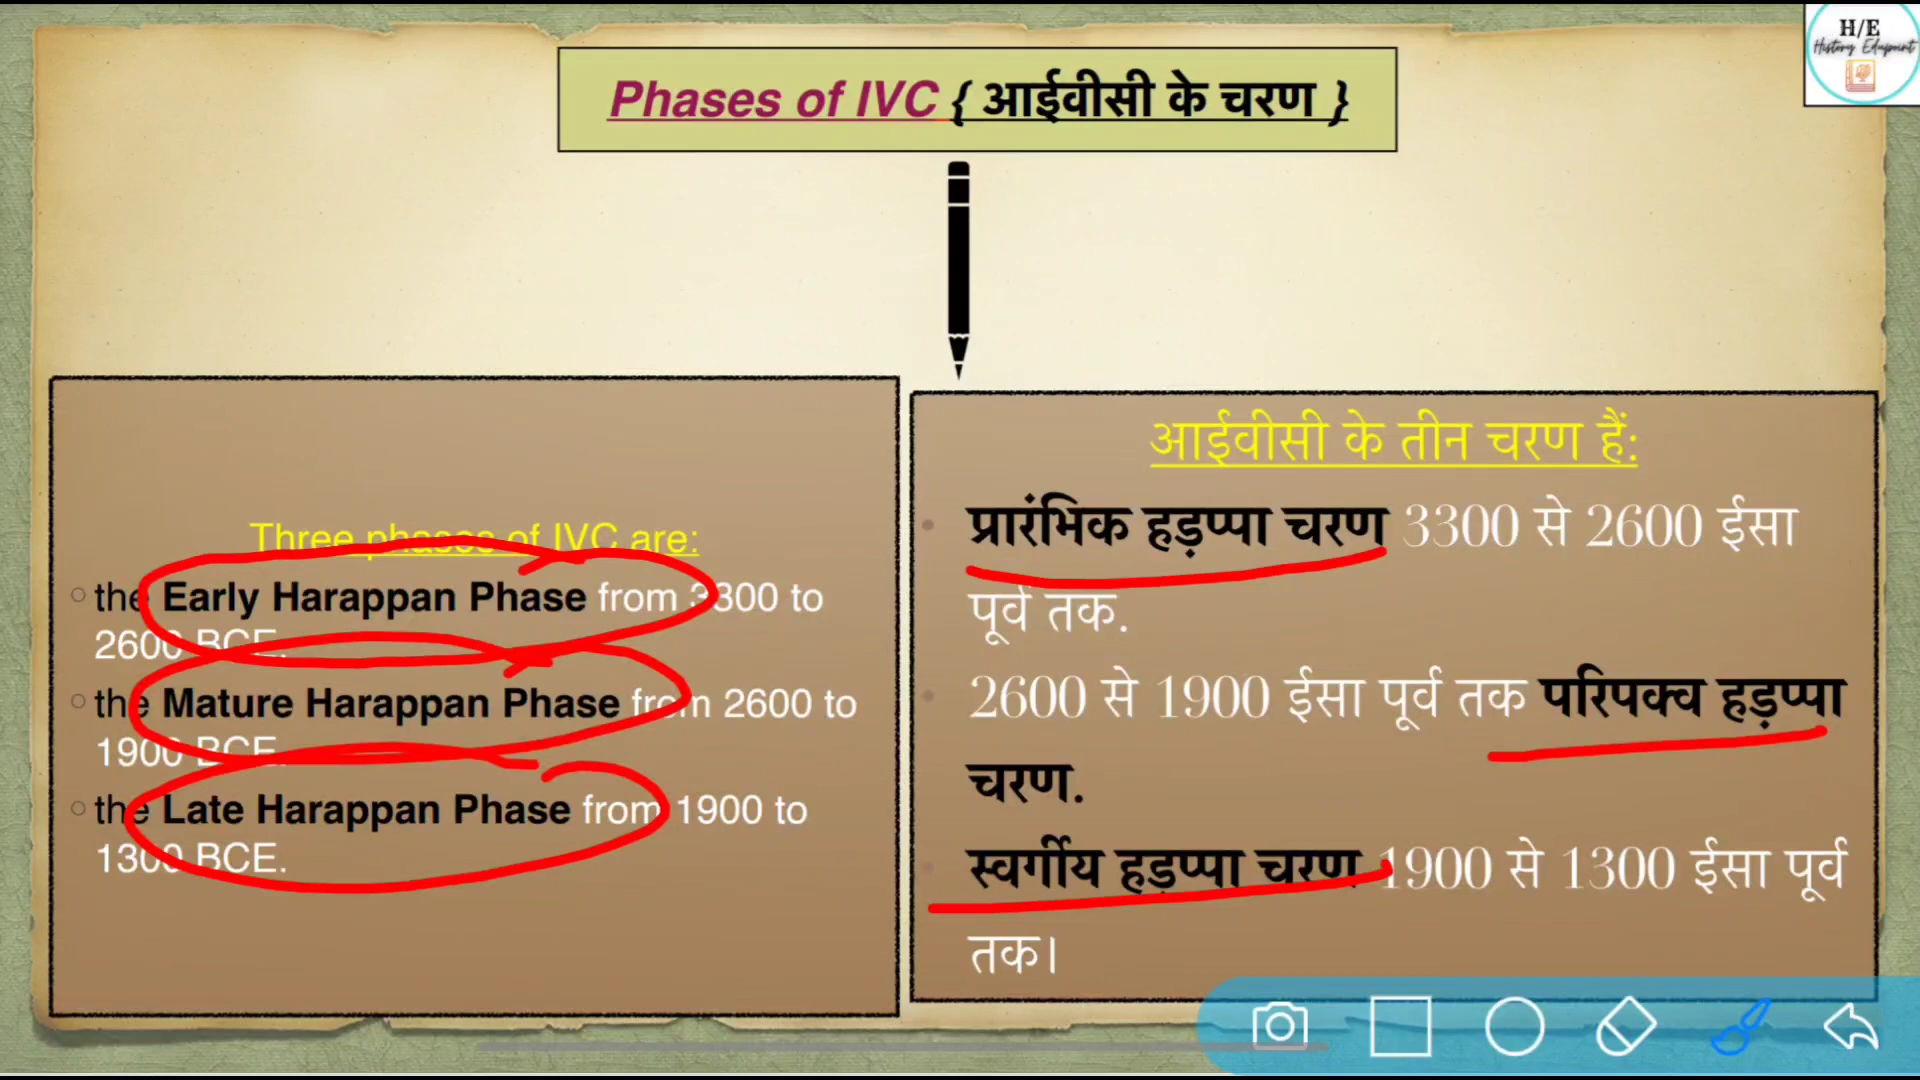 H/E
History Edupoint
Phases of IVC { आईवीसी के चरण }
Three phases of IVC are:
the Early Harappan Phase from 3300 to
2600 BCE.
the Mature Harappan Phase from 2600 to
1900 BCE.
the Late Harappan Phase from 1900 to
1300 BCE.
आईवीसी के तीन चरण हैं:
प्रारंभिक हड़प्पा चरण 3300 से 2600 ईसा
पूर्व तक.
2600 से 1900 ईसा पूर्व तक परिपक्व हड़प्पा
चरण.
स्वर्गीय हड़प्पा चरण 1900 से 1300 ईसा पूर्व
तक।